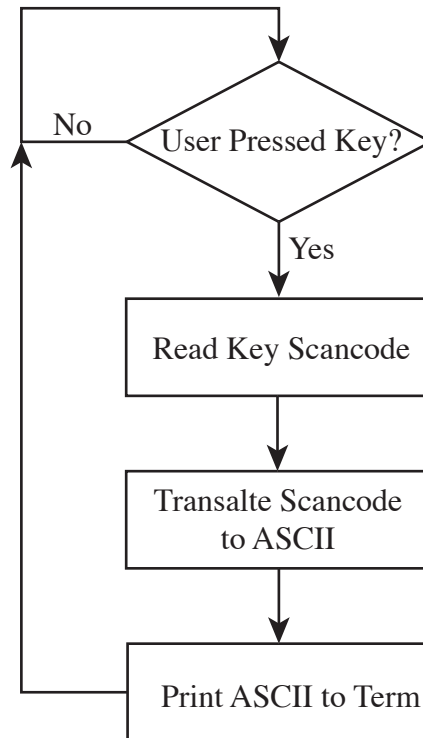 User Pressed Key?
No
Yes
Read Key Scancode
Transalte Scancode
to ASCII
Print ASCII to Term